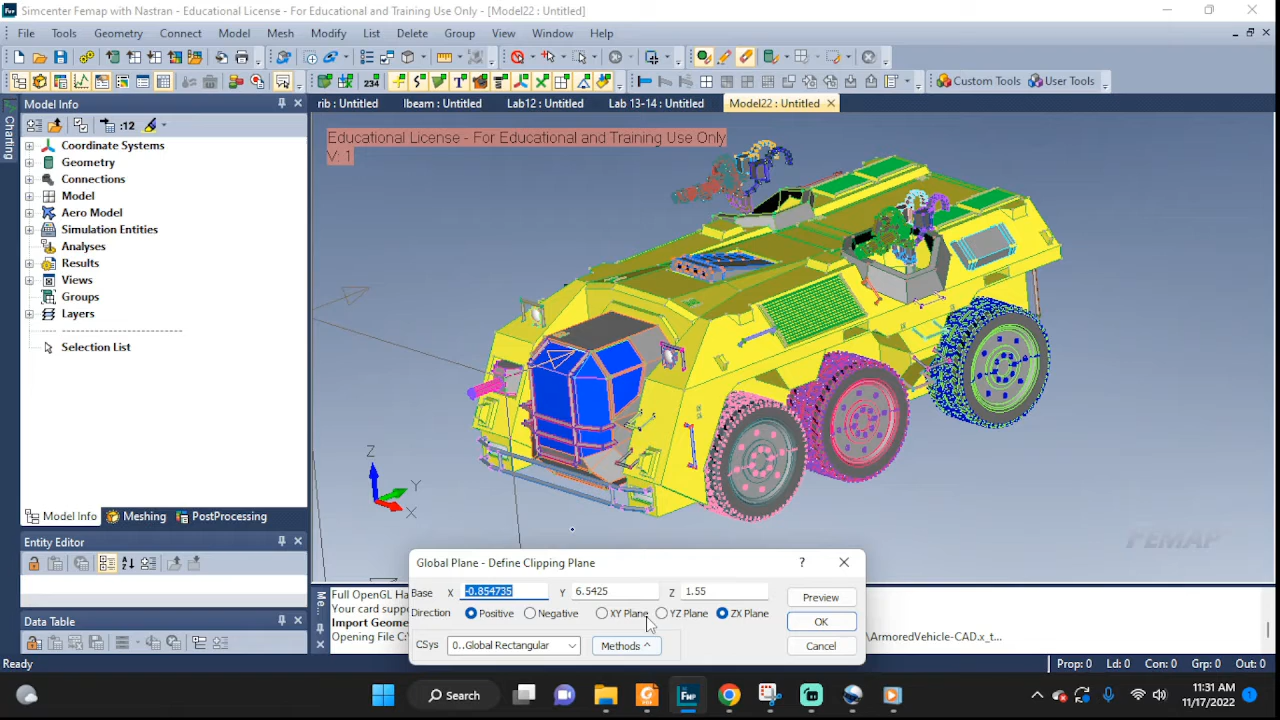 Simcenter Femap with Nastran - Educational License - For Educational and Training Use Only - [Model22 : Untitled]
File Tools Geometry Connect Model Mesh Modify List Delete Group View Window Help
234
Custom Tools User Tools
Model Info
rib : Untitled Ibeam : Untitled Lab12 : Untitled Lab 13-14 : Untitled Model22 : Untitled
Charting
:12
Educational License - For Educational and Training Use Only
V: 1
Coordinate Systems
Geometry
Connections
Model
Aero Model
Simulation Entities
Analyses
Results
Views
Groups
Layers
Selection List
Z
Y
X
FEMAP
Model Info Meshing PostProcessing
Entity Editor
Data Table
Me...
Full OpenGL Ha
Your card suppo
Import Geomet
Opening File C:\
\ArmoredVehicle-CAD.x_t...
Global Plane - Define Clipping Plane
Base X -0.854735 Y 6.5425 Z 1.55 Preview
Direction Positive Negative XY Plane YZ Plane ZX Plane OK
CSys 0..Global Rectangular Methods ^ Cancel
Ready
Prop: 0 Ld: 0 Con: 0 Grp: 0 Out: 0
Search
11:31 AM
11/17/2022